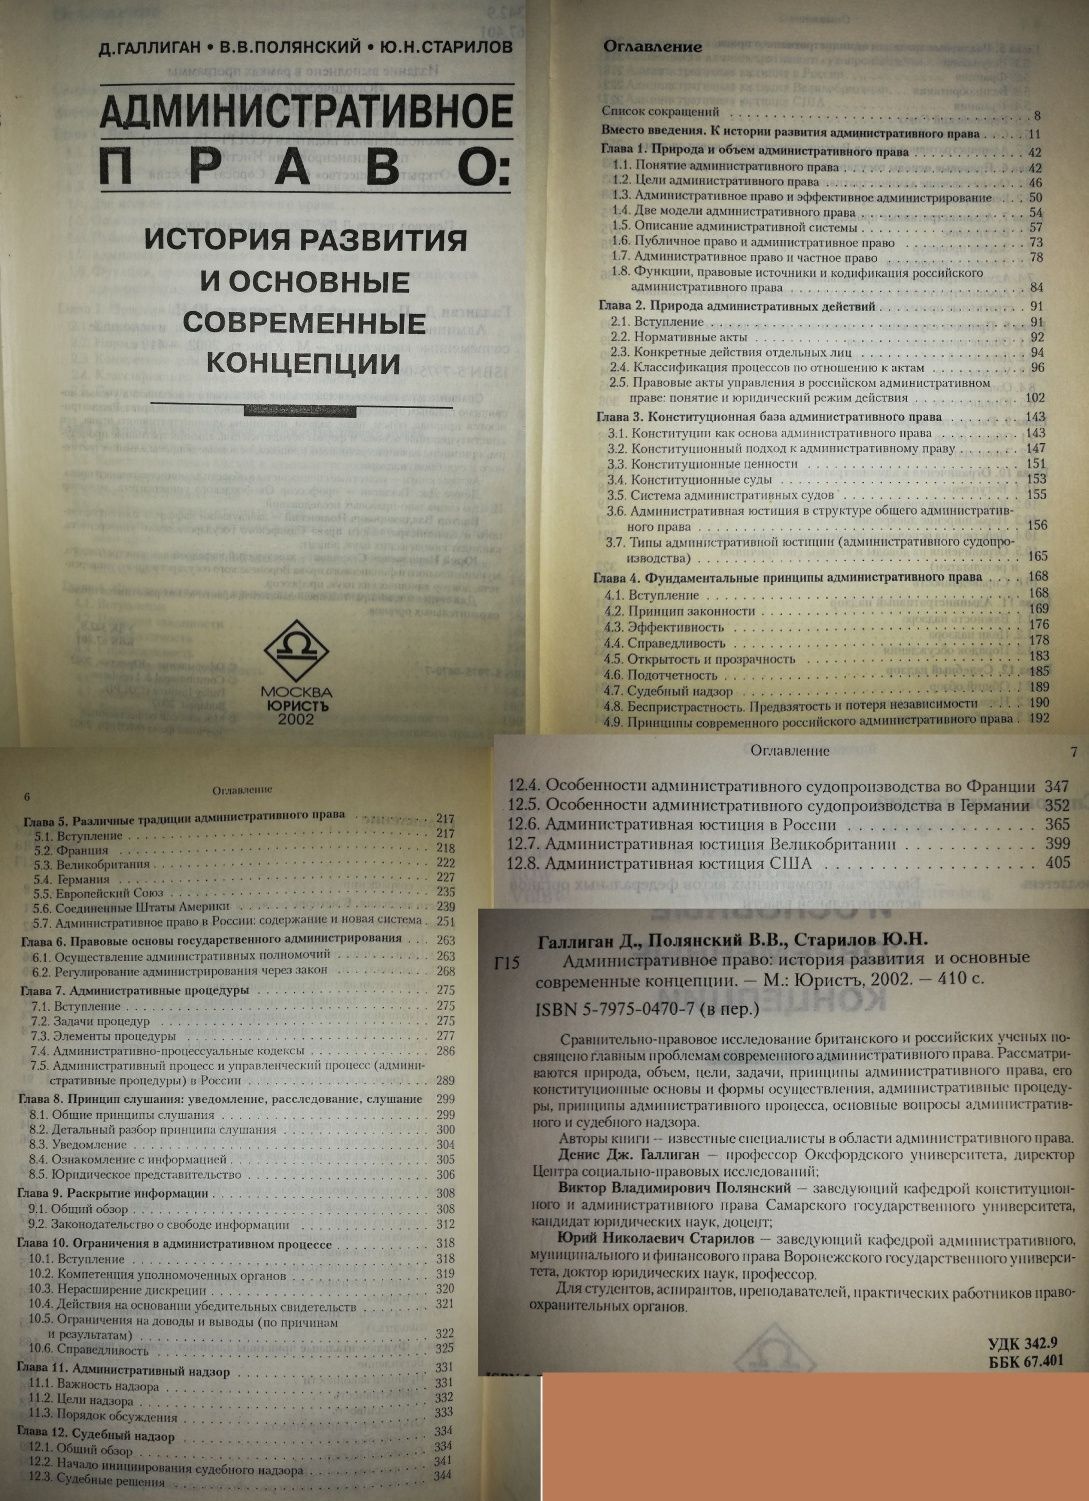 Д.ГАЛЛИГАН • В.В.ПОЛЯНСКИЙ • Ю.Н.СТАРИЛОВ
АДМИНИСТРАТИВНОЕ
ПРАВО:
ИСТОРИЯ РАЗВИТИЯ
И ОСНОВНЫЕ
СОВРЕМЕННЫЕ
КОНЦЕПЦИИ
МОСКВА
ЮРИСТЪ
2002
Оглавление
Список сокращений . . . 8
Вместо введения. К истории развития административного права . . . 11
Глава 1. Природа и объем административного права . . . 42
1.1. Понятие административного права . . . 42
1.2. Цели административного права . . . 46
1.3. Административное право и эффективное администрирование . . . 50
1.4. Две модели административного права . . . 54
1.5. Описание административной системы . . . 57
1.6. Публичное право и административное право . . . 73
1.7. Административное право и частное право . . . 78
1.8. Функции, правовые источники и кодификация российского
административного права . . . 84
Глава 2. Природа административных действий . . . 91
2.1. Вступление . . . 91
2.2. Нормативные акты . . . 92
2.3. Конкретные действия отдельных лиц . . . 94
2.4. Классификация процессов по отношению к актам . . . 96
2.5. Правовые акты управления в российском административном
праве: понятие и юридический режим действия . . . 102
Глава 3. Конституционная база административного права . . . 143
3.1. Конституции как основа административного права . . . 143
3.2. Конституционный подход к административному праву . . . 147
3.3. Конституционные ценности . . . 151
3.4. Конституционные суды . . . 153
3.5. Система административных судов . . . 155
3.6. Административная юстиция в структуре общего административ-
ного права . . . 156
3.7. Типы административной юстиции (административного судопро-
изводства) . . . 165
Глава 4. Фундаментальные принципы административного права . . . 168
4.1. Вступление . . . 168
4.2. Принцип законности . . . 169
4.3. Эффективность . . . 176
4.4. Справедливость . . . 178
4.5. Открытость и прозрачность . . . 183
4.6. Подотчетность . . . 185
4.7. Судебный надзор . . . 189
4.8. Беспристрастность. Предвзятость и потеря независимости . . . 190
4.9. Принципы современного российского административного права . 192
6 Оглавление
Глава 5. Различные традиции административного права . . . 217
5.1. Вступление . . . 217
5.2. Франция . . . 218
5.3. Великобритания . . . 222
5.4. Германия . . . 227
5.5. Европейский Союз . . . 235
5.6. Соединенные Штаты Америки . . . 239
5.7. Административное право в России: содержание и новая система . 251
Глава 6. Правовые основы государственного администрирования . . . 263
6.1. Осуществление административных полномочий . . . 263
6.2. Регулирование администрирования через закон . . . 268
Глава 7. Административные процедуры . . . 275
7.1. Вступление . . . 275
7.2. Задачи процедур . . . 275
7.3. Элементы процедуры . . . 277
7.4. Административно-процессуальные кодексы . . . 286
7.5. Административный процесс и управленческий процесс (админи-
стративные процедуры) в России . . . 289
Глава 8. Принцип слушания: уведомление, расследование, слушание 299
8.1. Общие принципы слушания . . . 299
8.2. Детальный разбор принципа слушания . . . 300
8.3. Уведомление . . . 304
8.4. Ознакомление с информацией . . . 305
8.5. Юридическое представительство . . . 306
Глава 9. Раскрытие информации . . . 308
9.1. Общий обзор . . . 308
9.2. Законодательство о свободе информации . . . 312
Глава 10. Ограничения в административном процессе . . . 318
10.1. Вступление . . . 318
10.2. Компетенция уполномоченных органов . . . 319
10.3. Нерасширение дискреции . . . 320
10.4. Действия на основании убедительных свидетельств . . . 321
10.5. Ограничения на доводы и выводы (по причинам
и результатам) . . . 322
10.6. Справедливость . . . 325
Глава 11. Административный надзор . . . 331
11.1. Важность надзора . . . 331
11.2. Цели надзора . . . 332
11.3. Порядок обсуждения . . . 333
Глава 12. Судебный надзор . . . 334
12.1. Общий обзор . . . 334
12.2. Начало инициирования судебного надзора . . . 341
12.3. Судебные решения . . . 344
Оглавление 7
12.4. Особенности административного судопроизводства во Франции 347
12.5. Особенности административного судопроизводства в Германии 352
12.6. Административная юстиция в России . . . 365
12.7. Административная юстиция Великобритании . . . 399
12.8. Административная юстиция США . . . 405
Галлиган Д., Полянский В.В., Старилов Ю.Н.
Г15 Административное право: история развития и основные
современные концепции. — М.: Юристъ, 2002. — 410 с.
ISBN 5-7975-0470-7 (в пер.)
Сравнительно-правовое исследование британского и российских ученых по-
священо главным проблемам современного административного права. Рассматри-
ваются природа, объем, цели, задачи, принципы административного права, его
конституционные основы и формы осуществления, административные процеду-
ры, принципы административного процесса, основные вопросы административ-
ного и судебного надзора.
Авторы книги — известные специалисты в области административного права.
Денис Дж. Галлиган — профессор Оксфордского университета, директор
Центра социально-правовых исследований;
Виктор Владимирович Полянский — заведующий кафедрой конституцион-
ного и административного права Самарского государственного университета,
кандидат юридических наук, доцент;
Юрий Николаевич Старилов — заведующий кафедрой административного,
муниципального и финансового права Воронежского государственного универси-
тета, доктор юридических наук, профессор.
Для студентов, аспирантов, преподавателей, практических работников право-
охранительных органов.
УДК 342.9
ББК 67.401